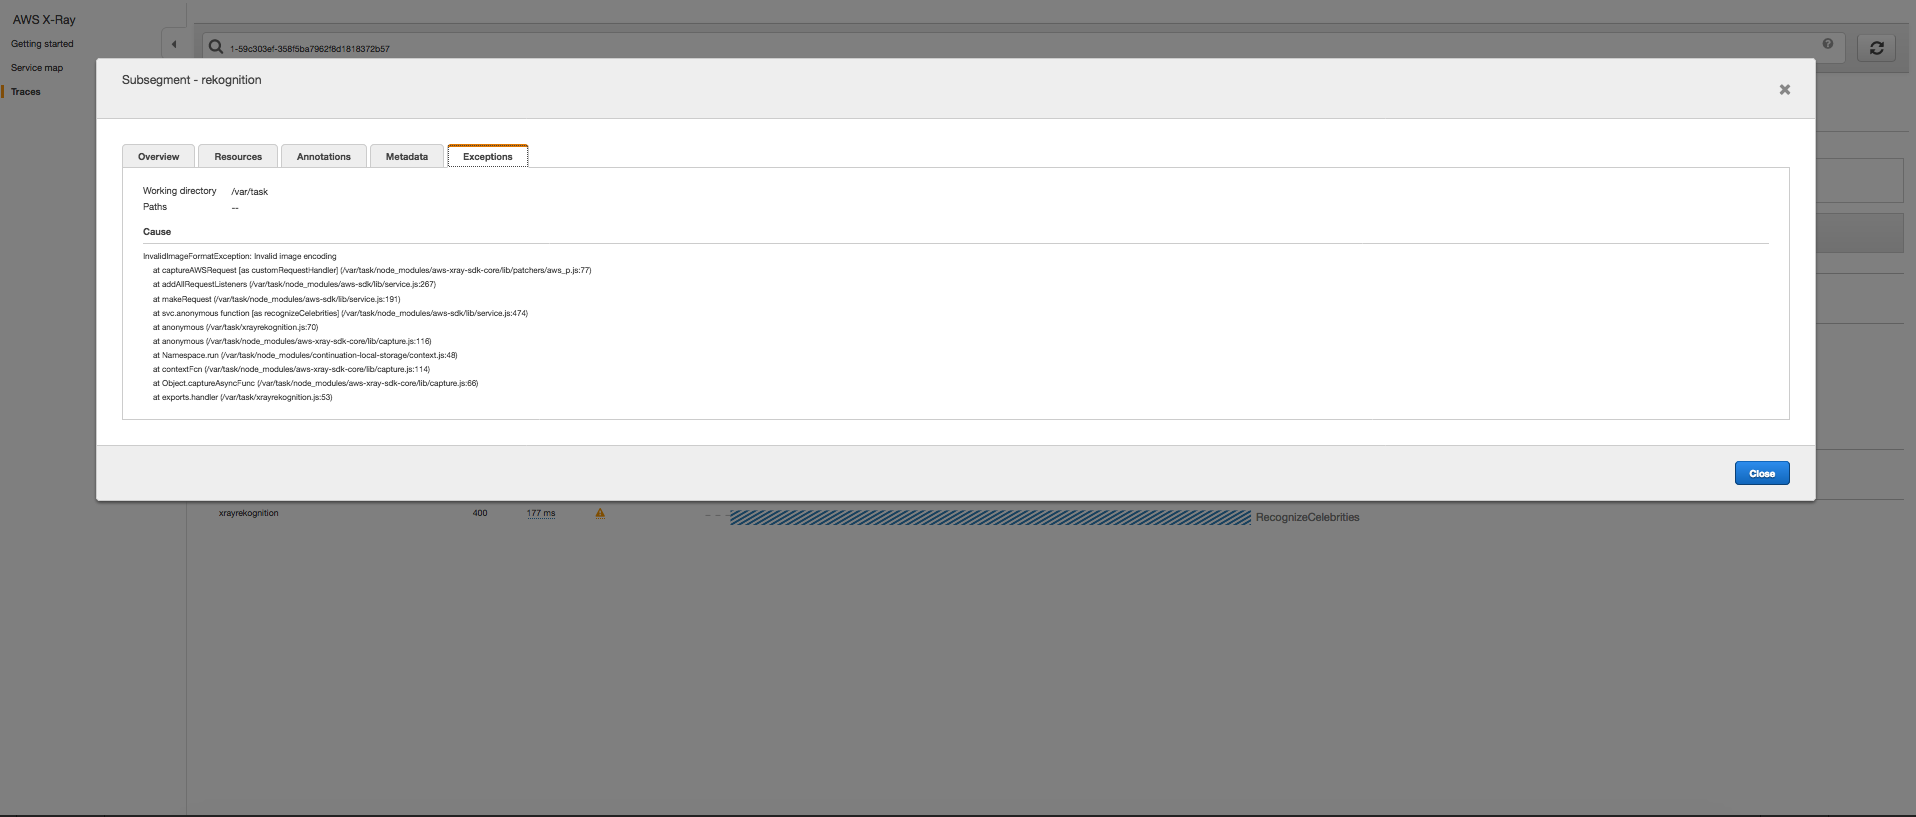 AWS X-Ray
Getting started
Service map
Traces
1-59c303ef-358f5ba7962f8d1818372b57
Subsegment - rekognition
Overview
Resources
Annotations
Metadata
Exceptions
Working directory /var/task
Paths --
Cause
InvalidImageFormatException: Invalid image encoding
at captureAWSRequest [as customRequestHandler] (/var/task/node_modules/aws-xray-sdk-core/lib/patchers/aws_p.js:77)
at addAllRequestListeners (/var/task/node_modules/aws-sdk/lib/service.js:267)
at makeRequest (/var/task/node_modules/aws-sdk/lib/service.js:191)
at svc.anonymous function [as recognizeCelebrities] (/var/task/node_modules/aws-sdk/lib/service.js:474)
at anonymous (/var/task/xrayrekognition.js:70)
at anonymous (/var/task/node_modules/aws-xray-sdk-core/lib/capture.js:116)
at Namespace.run (/var/task/node_modules/continuation-local-storage/context.js:48)
at contextFcn (/var/task/node_modules/aws-xray-sdk-core/lib/capture.js:114)
at Object.captureAsyncFunc (/var/task/node_modules/aws-xray-sdk-core/lib/capture.js:66)
at exports.handler (/var/task/xrayrekognition.js:53)
Close
xrayrekognition 400 177 ms RecognizeCelebrities